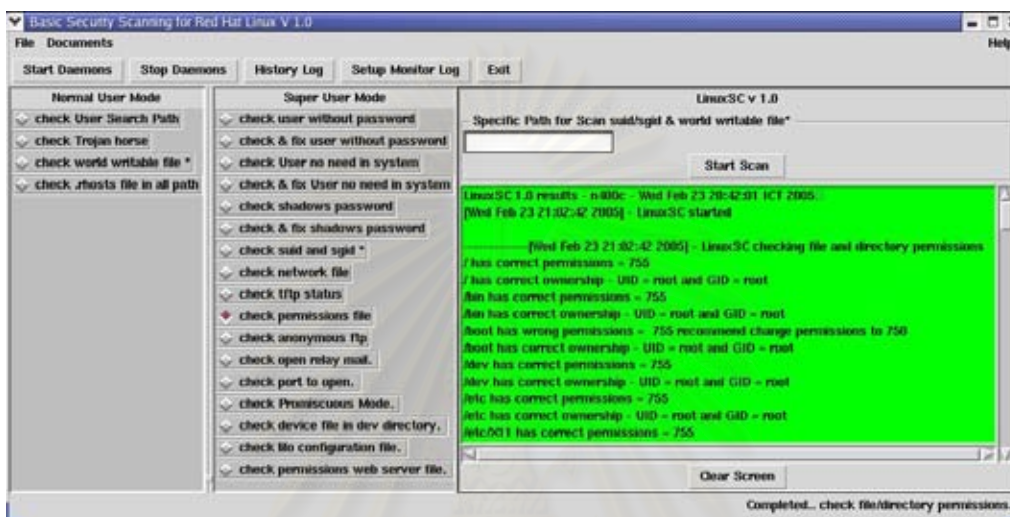 Basic Security Scanning for Red Hat Linux V 1.0
File Documents Help
Start Daemons Stop Daemons History Log Setup Monitor Log Exit
Normal User Mode
check User Search Path
check Trojan horse
check world writable file *
check .rhosts file in all path
Super User Mode
check user without password
check & fix user without password
check User no need in system
check & fix User no need in system
check shadows password
check & fix shadows password
check suid and sgid *
check network file
check tftp status
check permissions file
check anonymous ftp
check open relay mail.
check port to open.
check Promiscuous Mode.
check device file in dev directory.
check lilo configuration file.
check permissions web server file.
LinuxSC v 1.0
Specific Path for Scan suid/sgid & world writable file*
Start Scan
LinuxSC 1.0 results - n400c - Wed Feb 23 20:42:01 ICT 2005
[Wed Feb 23 21:02:42 2005] - LinuxSC started
[Wed Feb 23 21:02:42 2005] - LinuxSC checking file and directory permissions
/ has correct permissions = 755
/ has correct ownership - UID = root and GID = root
/bin has correct permissions = 755
/bin has correct ownership - UID = root and GID = root
/boot has wrong permissions = 755 recommend change permissions to 750
/boot has correct ownership - UID = root and GID = root
/dev has correct permissions = 755
/dev has correct ownership - UID = root and GID = root
/etc has correct permissions = 755
/etc has correct ownership - UID = root and GID = root
/etc/X11 has correct permissions = 755
Clear Screen
Completed... check file/directory permissions.